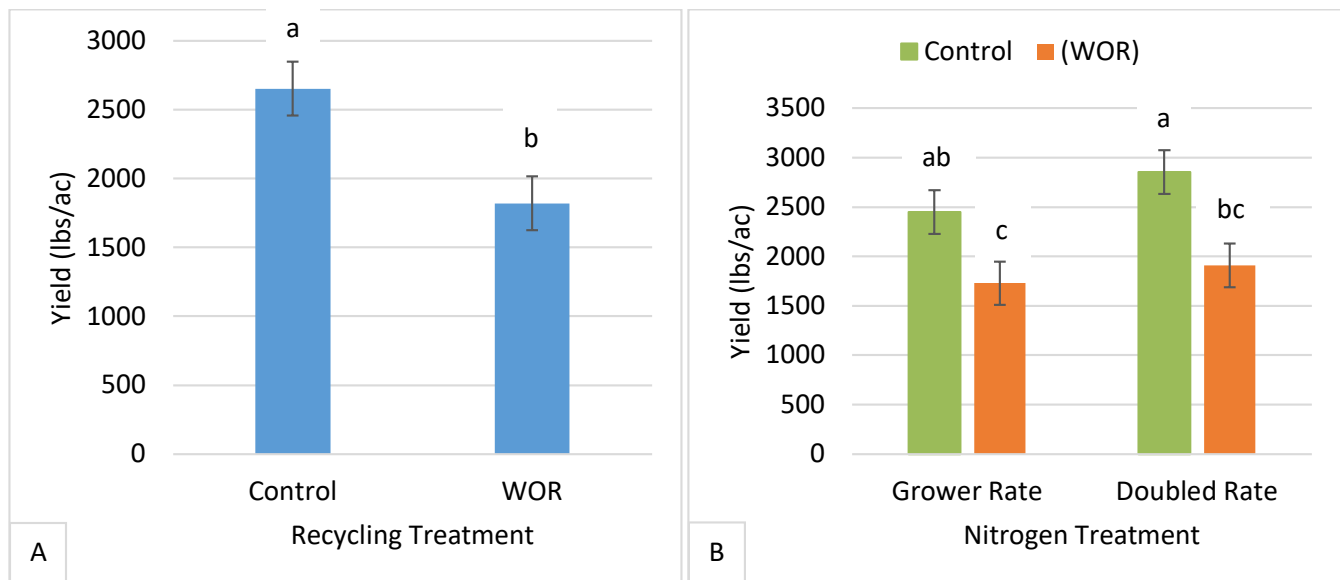 3000
2500
2000
1500
1000
500
0
Yield (lbs/ac)
a
b
Control
WOR
Recycling Treatment
A
Control
(WOR)
3500
3000
2500
2000
1500
1000
500
0
Yield (lbs/ac)
ab
c
a
bc
Grower Rate
Doubled Rate
Nitrogen Treatment
B